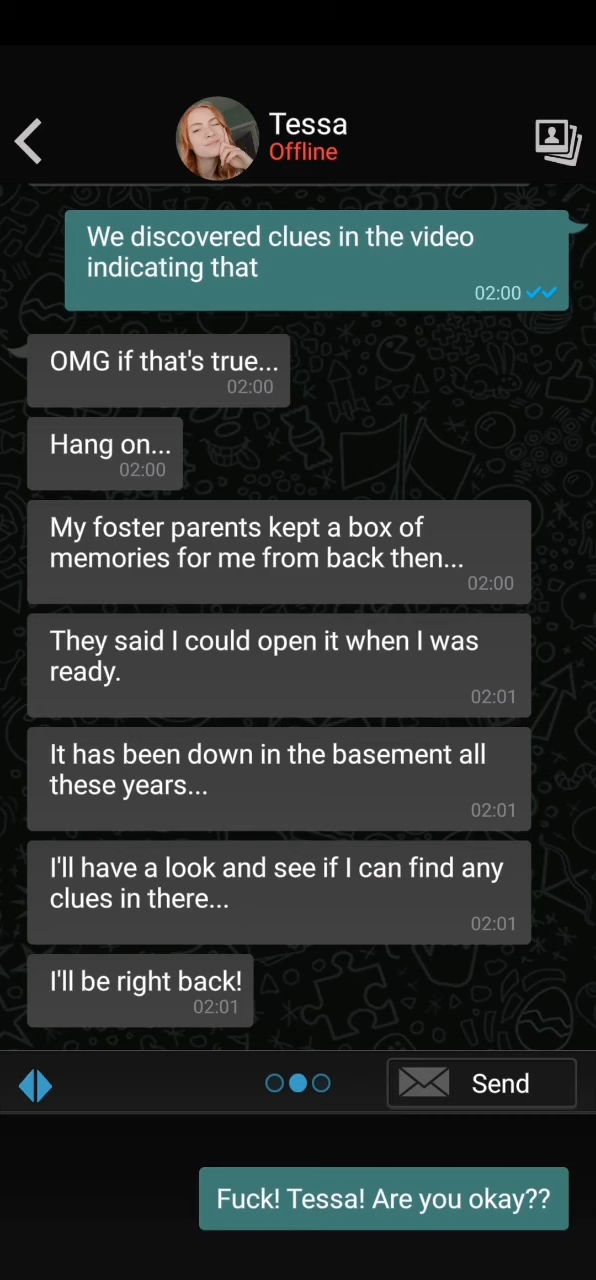 Tessa
Offline
We discovered clues in the video
indicating that
02:00
OMG if that's true...
02:00
Hang on...
02:00
My foster parents kept a box of
memories for me from back then...
02:00
They said I could open it when I was
ready.
02:01
It has been down in the basement all
these years...
02:01
I'll have a look and see if I can find any
clues in there...
02:01
I'll be right back!
02:01
Send
Fuck! Tessa! Are you okay??